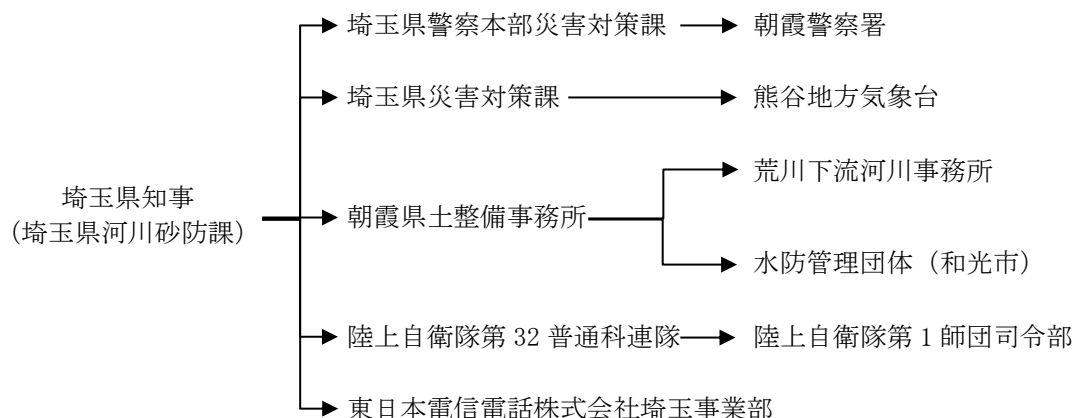 埼玉県警察本部災害対策課
朝霞警察署
埼玉県災害対策課
熊谷地方気象台
荒川下流河川事務所
埼玉県知事
（埼玉県河川砂防課）
朝霞県土整備事務所
水防管理団体（和光市）
陸上自衛隊第 32 普通科連隊
陸上自衛隊第 1 師団司令部
東日本電信電話株式会社埼玉事業部